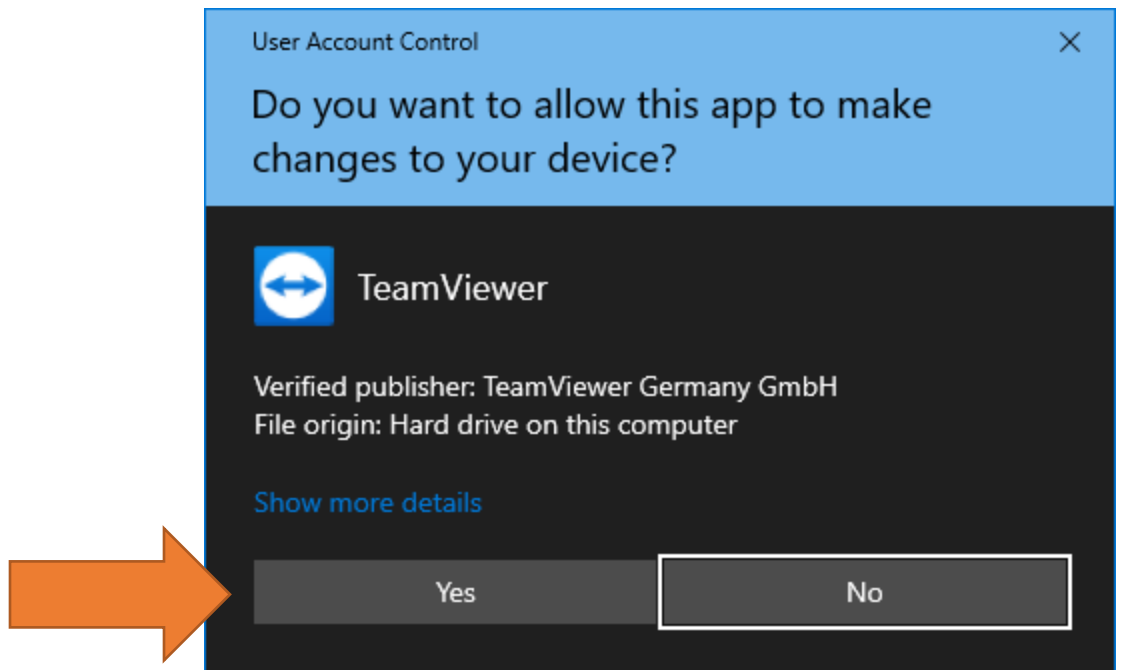 User Account Control
Do you want to allow this app to make
changes to your device?
TeamViewer
Verified publisher: TeamViewer Germany GmbH
File origin: Hard drive on this computer
Show more details
Yes
No